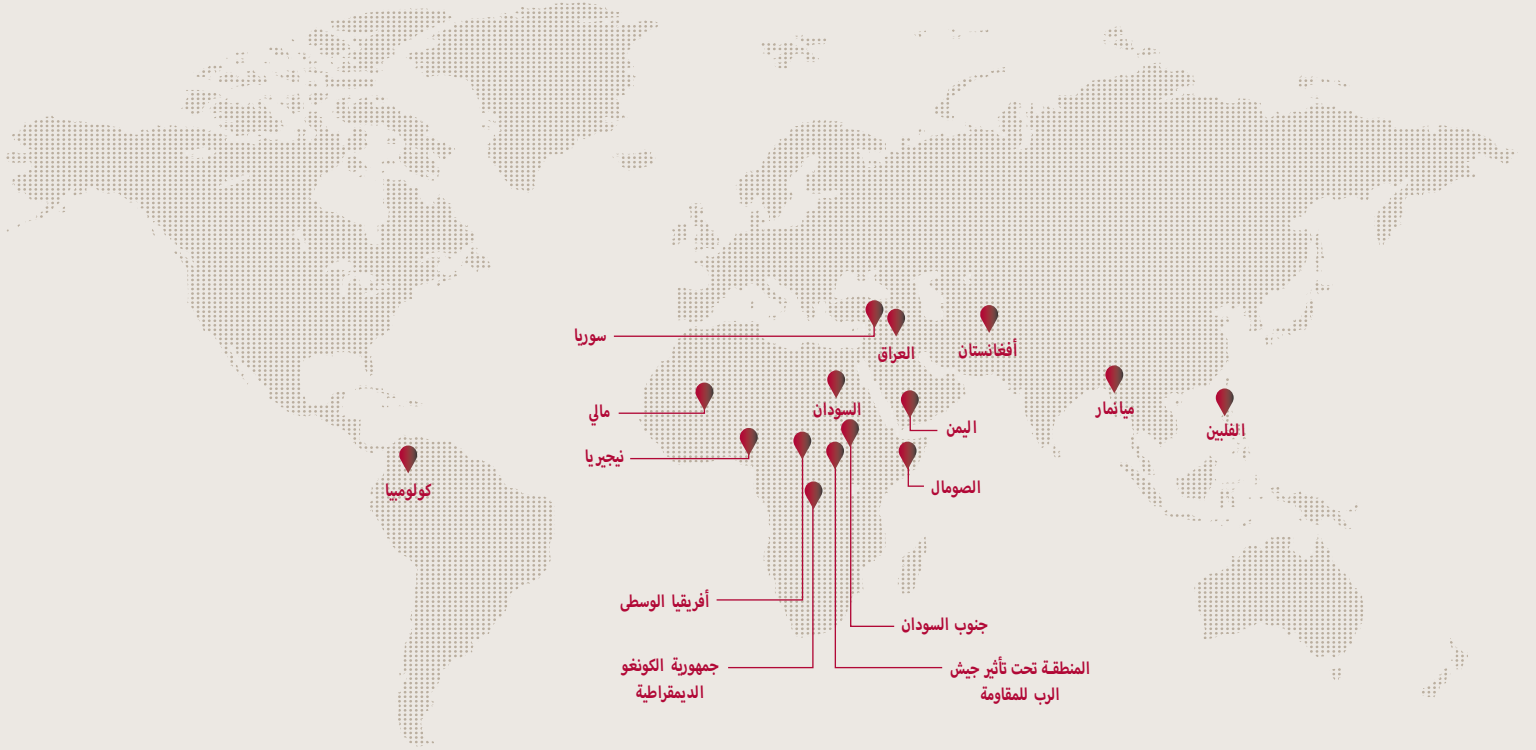 سوريا
العراق
أفغانستان
مالي
السودان
اليمن
ميانمار
الفلبين
نيجيريا
كولومبيا
الصومال
أفريقيا الوسطى
جنوب السودان
جمهورية الكونغو
الديمقراطية
المنطقة تحت تأثير جيش
الرب للمقاومة